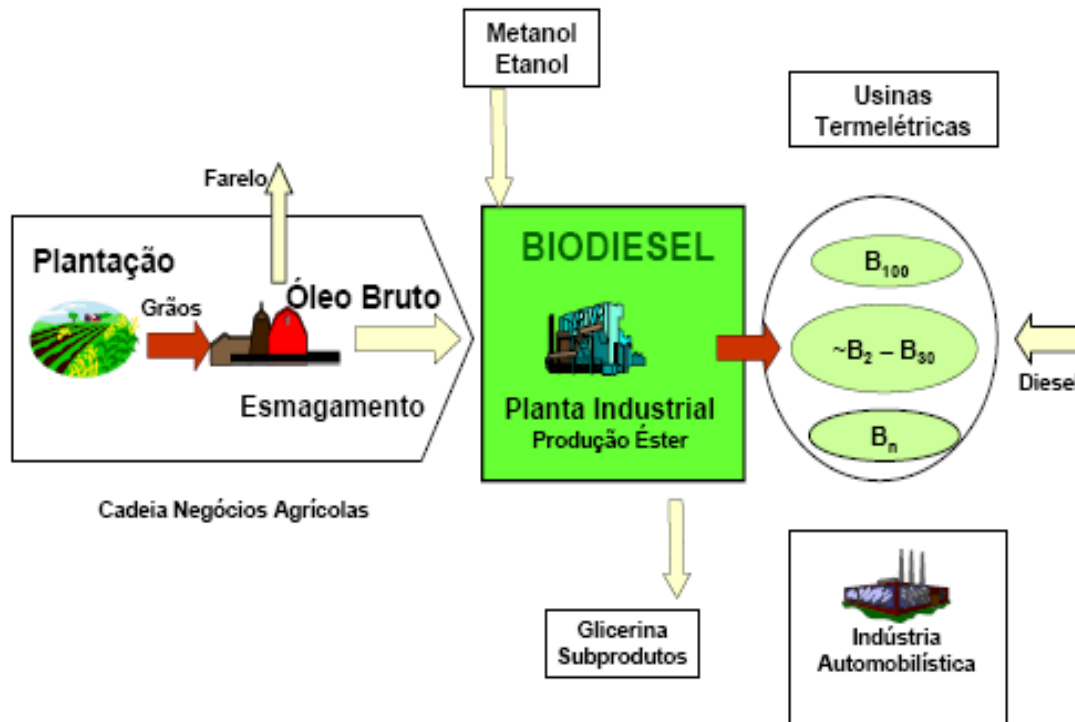 Metanol
Etanol
Usinas
Termelétricas
Farelo
Plantação
Grãos
Óleo Bruto
Esmagamento
Cadeia Negócios Agrícolas
BIODIESEL
Planta Industrial
Produção Éster
B100
~B2 – B30
Bn
Diesel
Glicerina
Subprodutos
Indústria
Automobilística